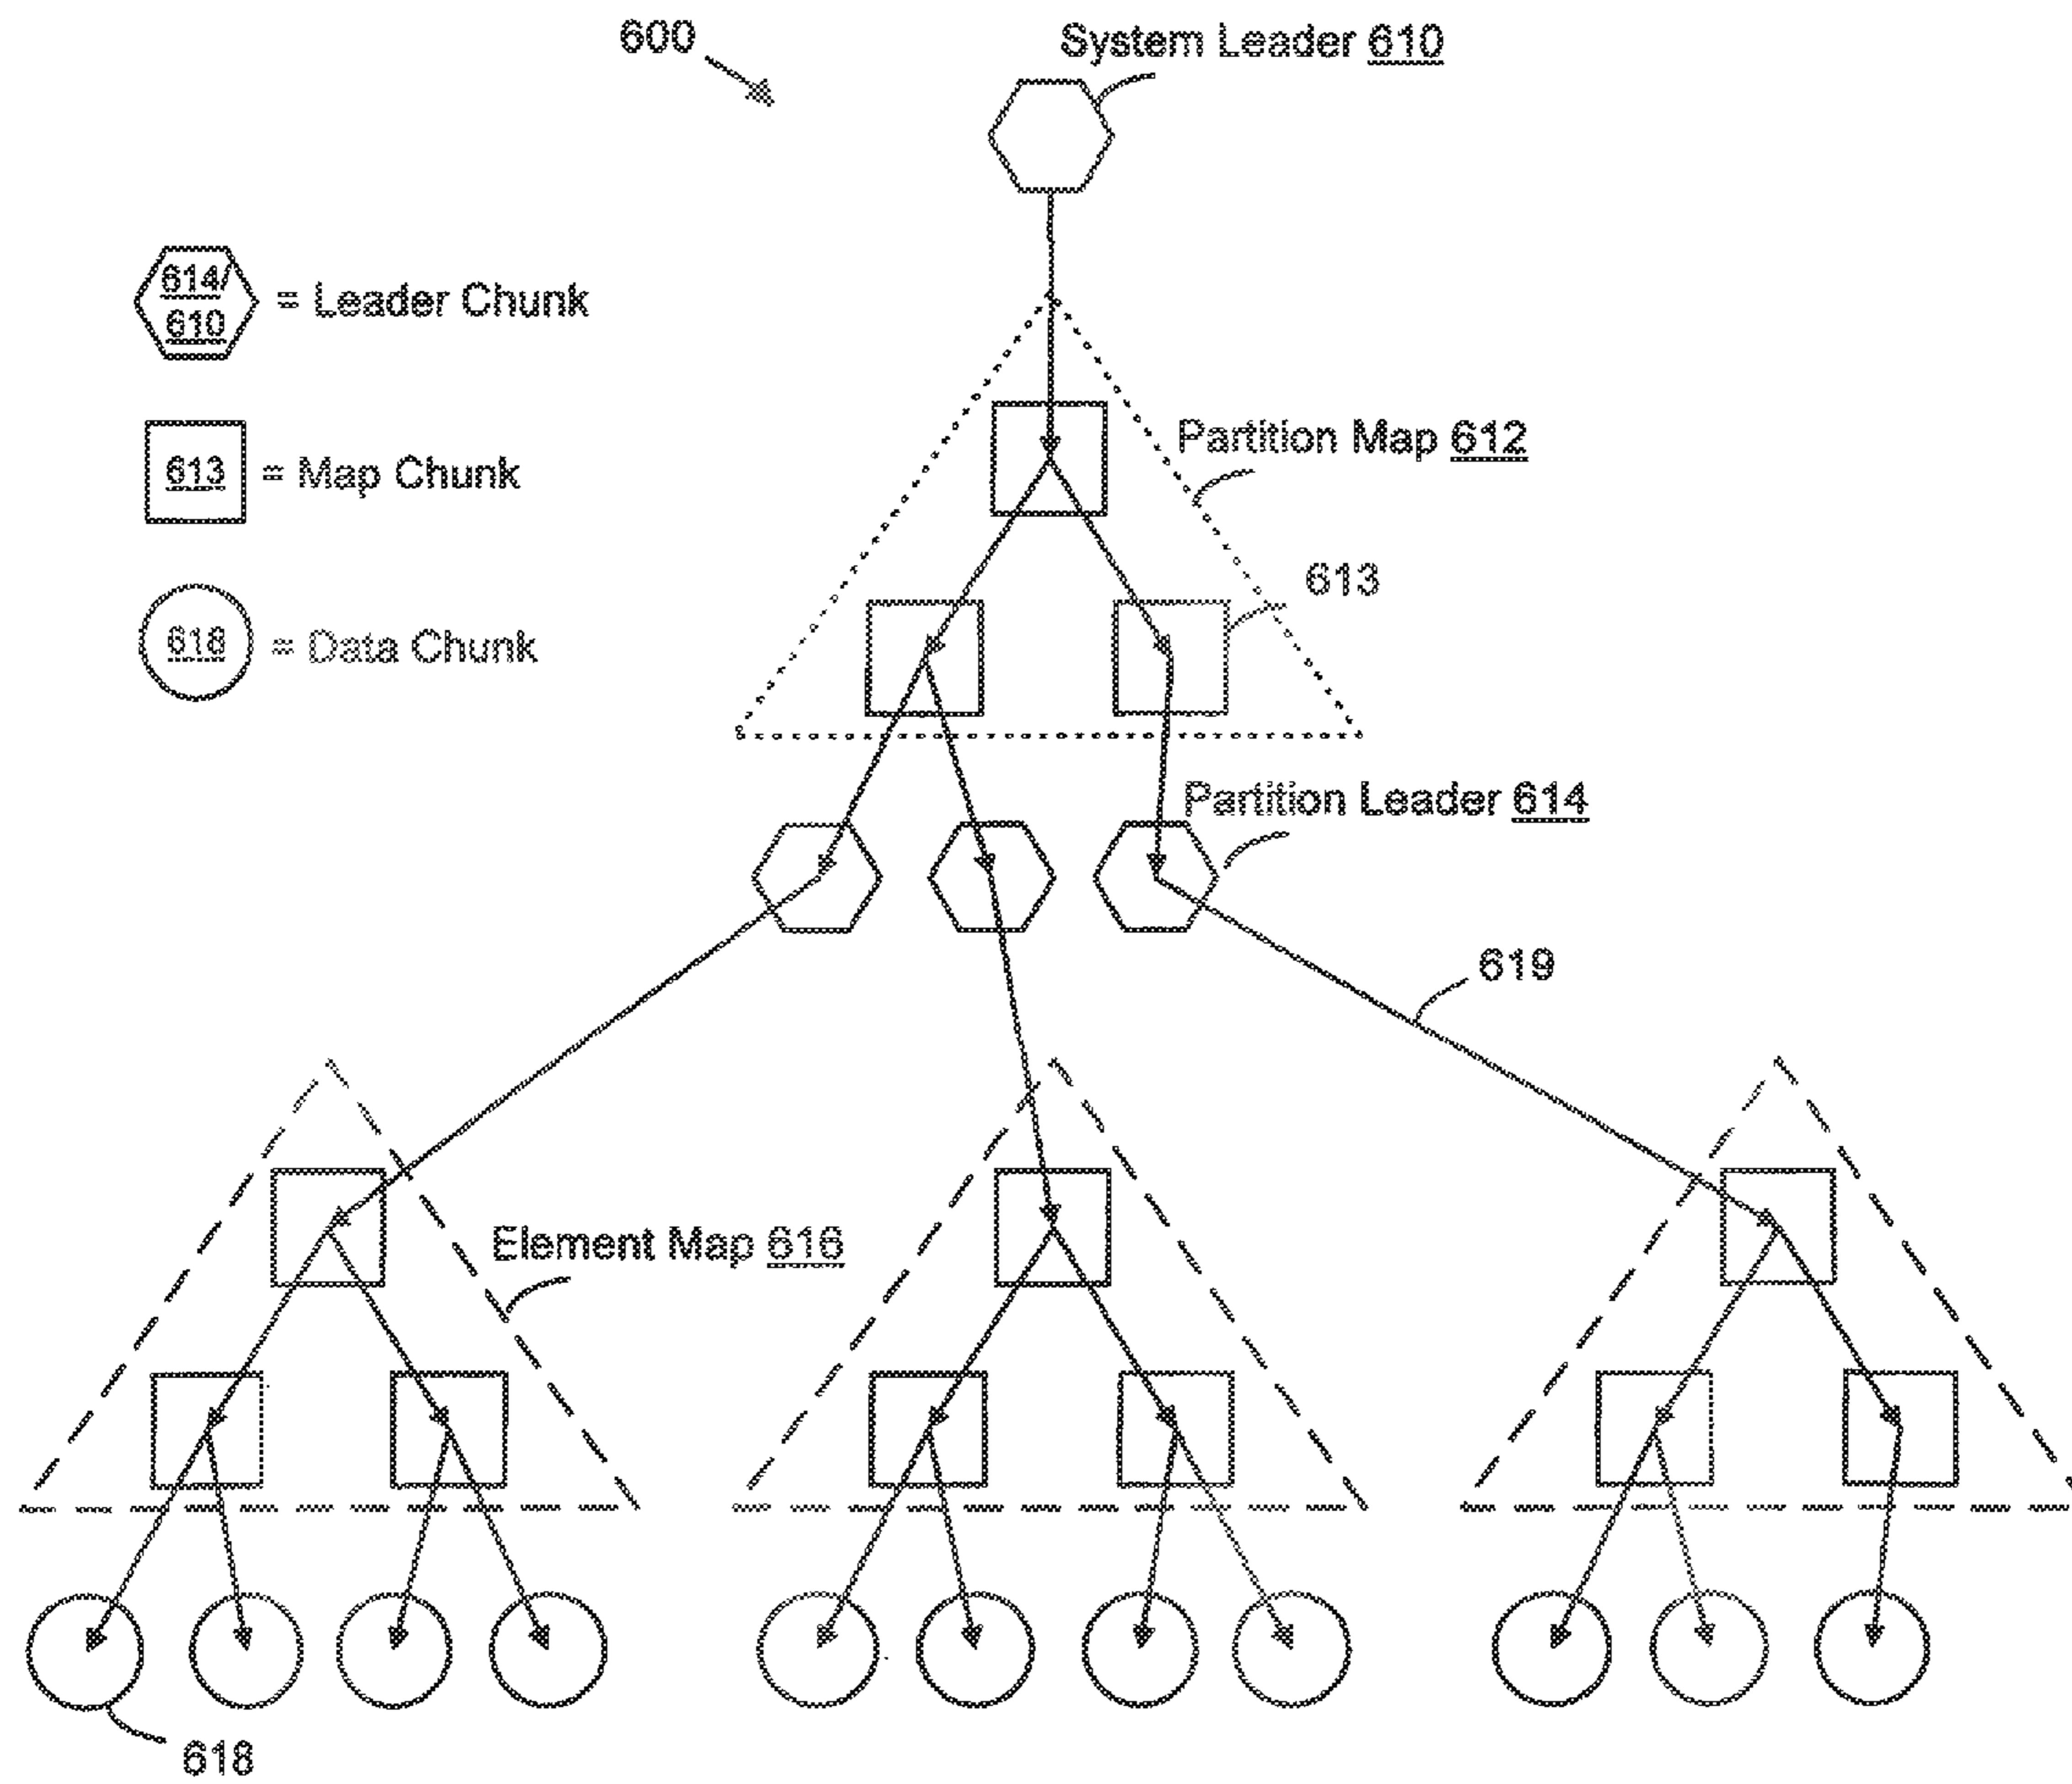 600
System Leader 610
614/
610
= Leader Chunk
Partition Map 612
613
= Map Chunk
613
618
= Data Chunk
Partition Leader 614
619
Element Map 616
618